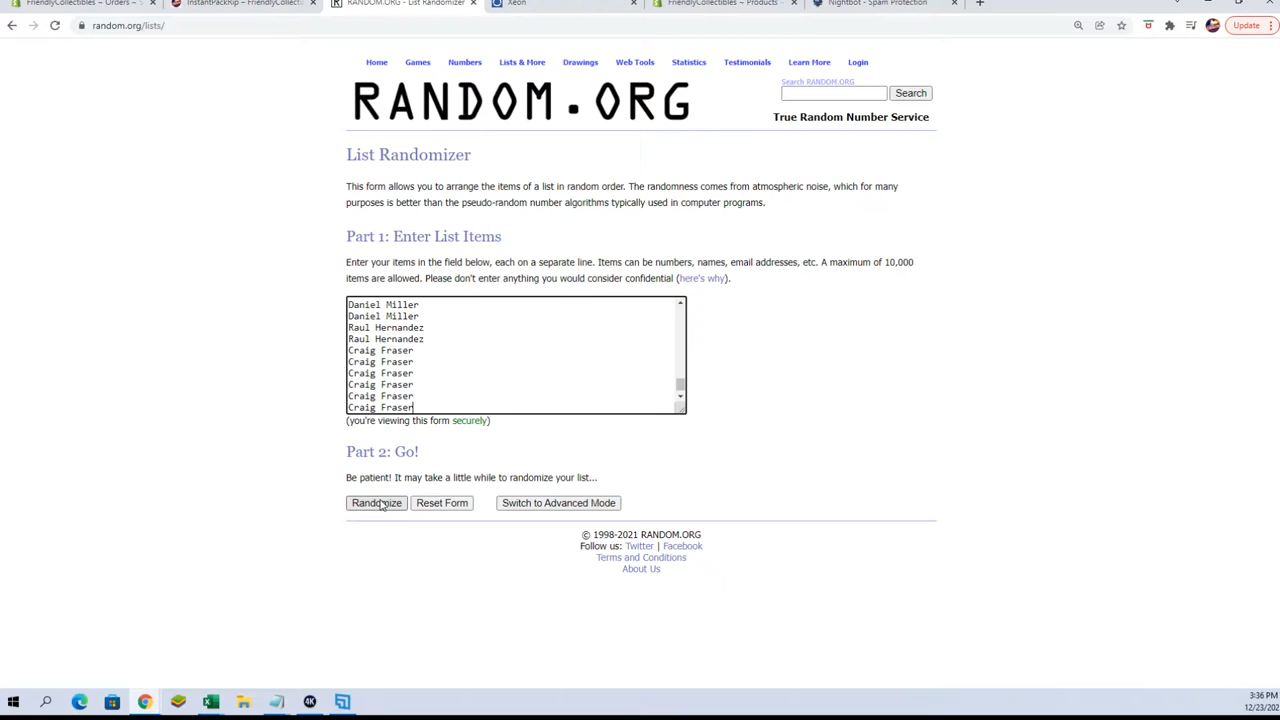 FriendlyCollectibles ~ Orders ~ S
InstantPackRip ~ FriendlyCollecti
RANDOM.ORG - List Randomizer
Xeon
FriendlyCollectibles ~ Products ~
Nightbot - Spam Protection
random.org/lists/
Update
Home Games Numbers Lists & More Drawings Web Tools Statistics Testimonials Learn More Login
RANDOM.ORG
Search RANDOM.ORG
Search
True Random Number Service
List Randomizer
This form allows you to arrange the items of a list in random order. The randomness comes from atmospheric noise, which for many
purposes is better than the pseudo-random number algorithms typically used in computer programs.
Part 1: Enter List Items
Enter your items in the field below, each on a separate line. Items can be numbers, names, email addresses, etc. A maximum of 10,000
items are allowed. Please don't enter anything you would consider confidential (here's why).
Daniel Miller
Daniel Miller
Raul Hernandez
Raul Hernandez
Craig Fraser
Craig Fraser
Craig Fraser
Craig Fraser
Craig Fraser
Craig Fraser
(you're viewing this form securely)
Part 2: Go!
Be patient! It may take a little while to randomize your list...
Randomize Reset Form Switch to Advanced Mode
© 1998-2021 RANDOM.ORG
Follow us: Twitter | Facebook
Terms and Conditions
About Us
4K
3:36 PM
12/23/202